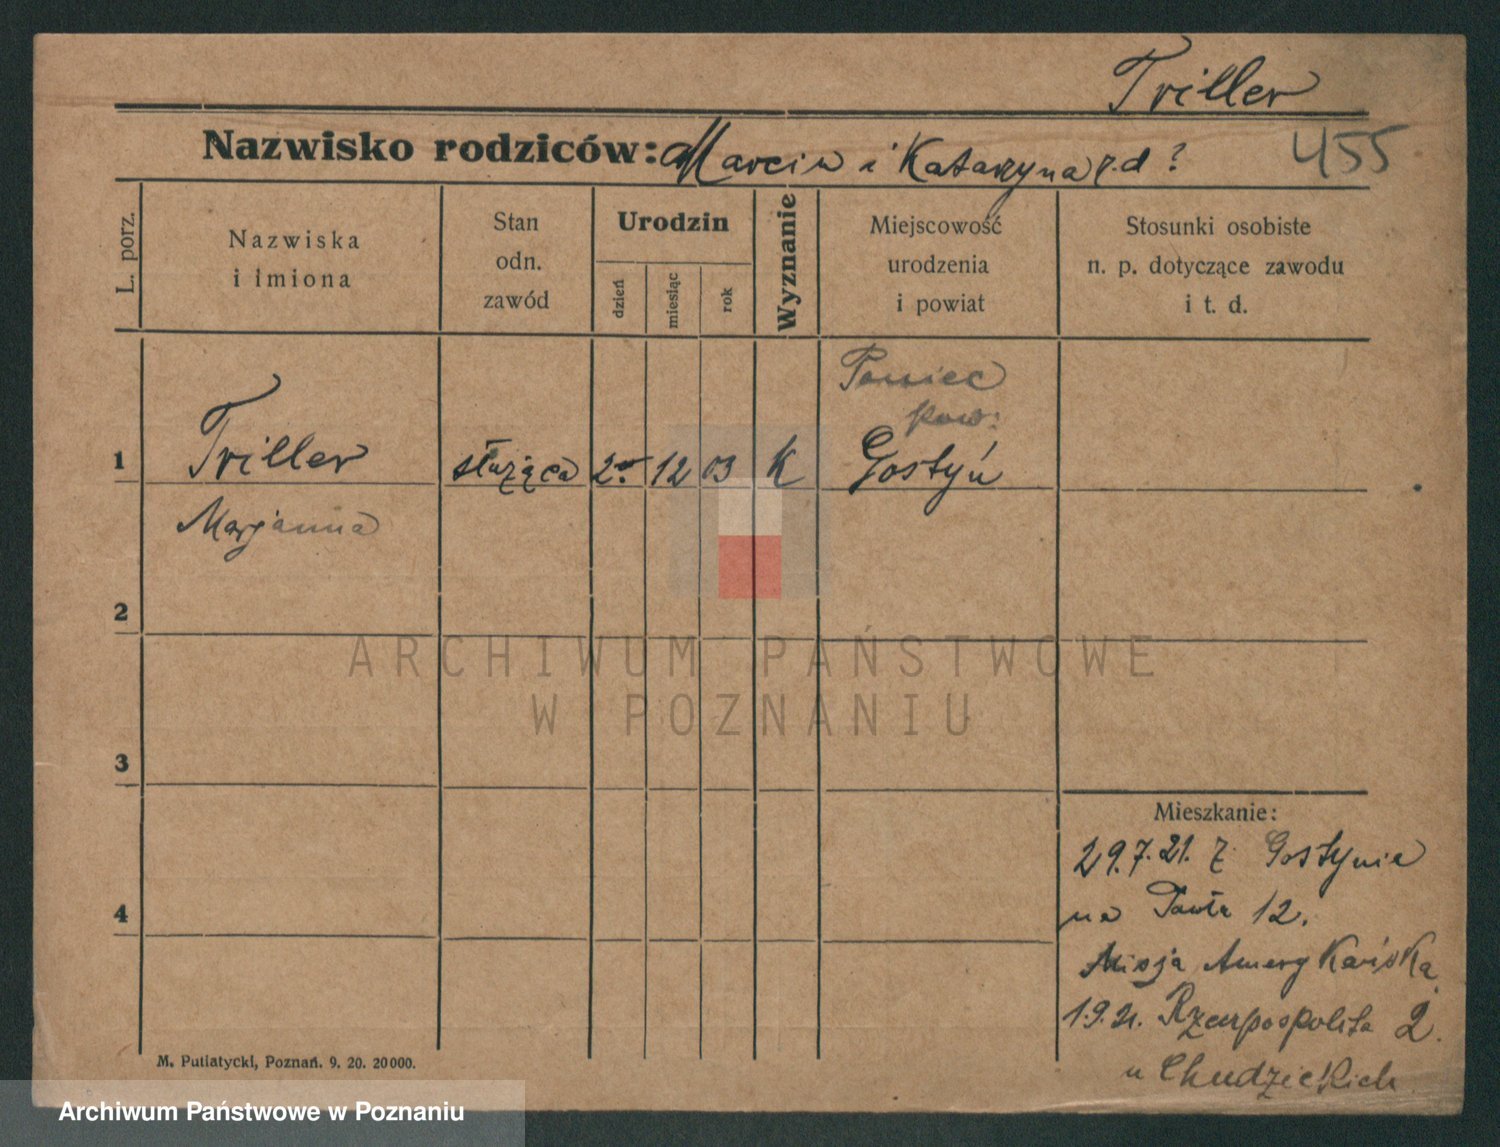 Triller
Nazwisko rodziców: Marcin i Katarzyna z.d ?
455
L. porz.
Nazwiska
i imiona
Stan
odn.
zawód
Urodzin
dzień
miesiąc
rok
Wyznanie
Miejscowość
urodzenia
i powiat
Stosunki osobiste
n. p. dotyczące zawodu
i t. d.
Poniec
pow:
1 Triller służąca 2. 12 03 K Gostyń
Marjanna
2
3
4
Mieszkanie:
29.7.21. z Gostynia
na 12.
Misja Amerykańska
1.9.21. Rzeczpospolita 2.
u Chudzickich
M. Putiatycki, Poznań. 9. 20. 20000.
ARCHIWUM PAŃSTWOWE
W POZNANIU
Archiwum Państwowe w Poznaniu